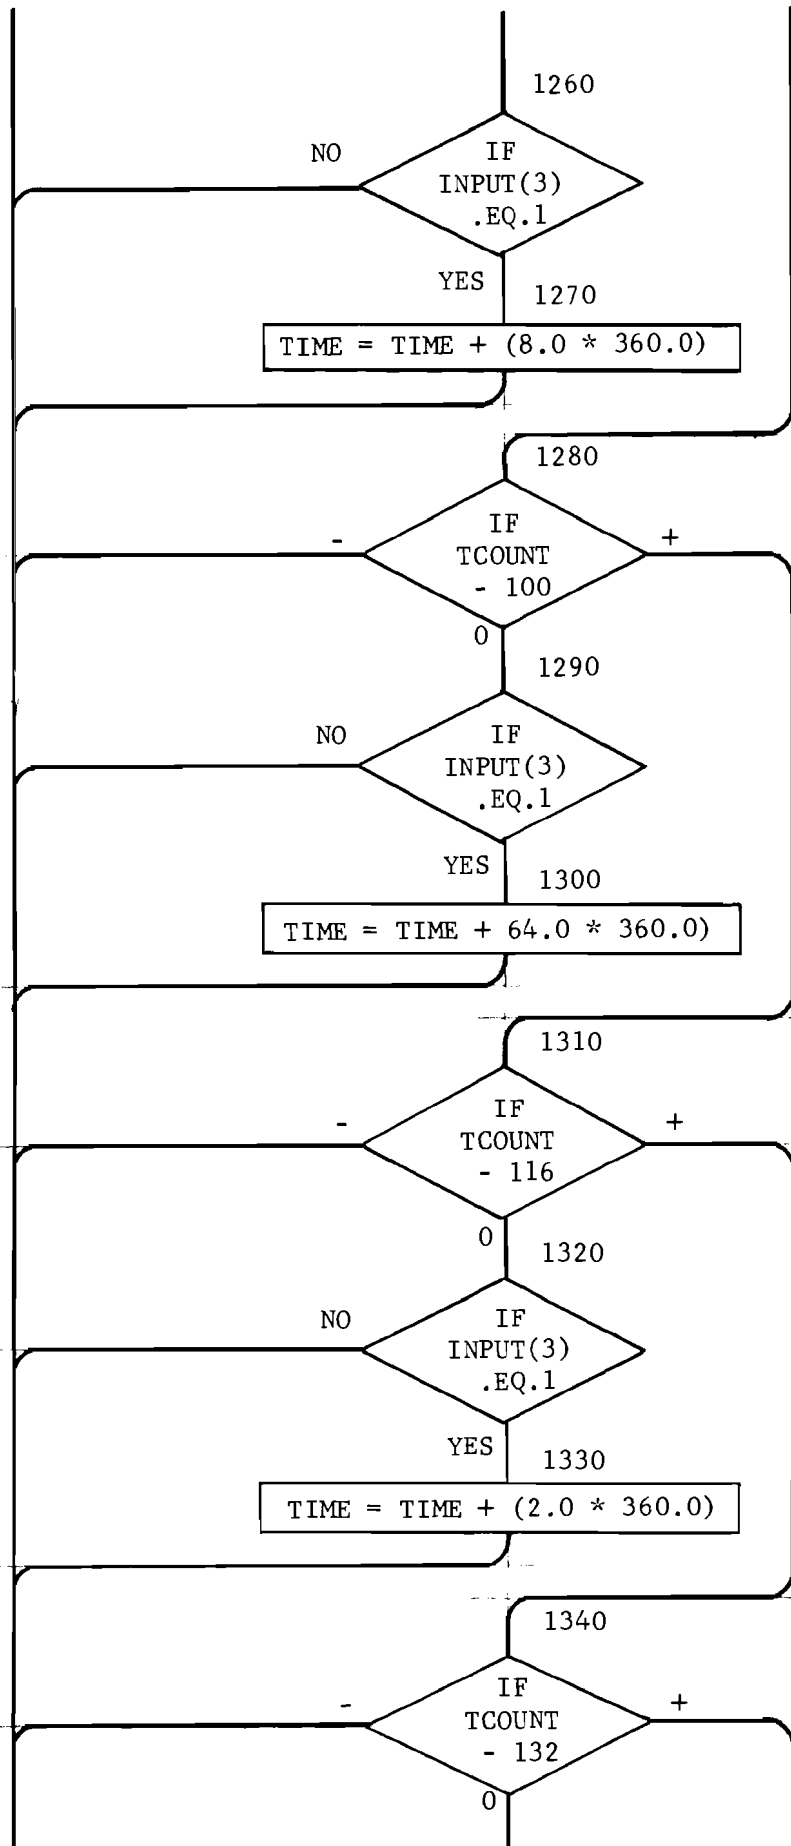 1260
NO
IF
INPUT(3)
.EQ.1
YES
1270
TIME = TIME + (8.0 * 360.0)
1280
-
IF
TCOUNT
- 100
+
0
1290
NO
IF
INPUT(3)
.EQ.1
YES
1300
TIME = TIME + 64.0 * 360.0)
1310
-
IF
TCOUNT
- 116
+
0
1320
NO
IF
INPUT(3)
.EQ.1
YES
1330
TIME = TIME + (2.0 * 360.0)
1340
-
IF
TCOUNT
- 132
+
0